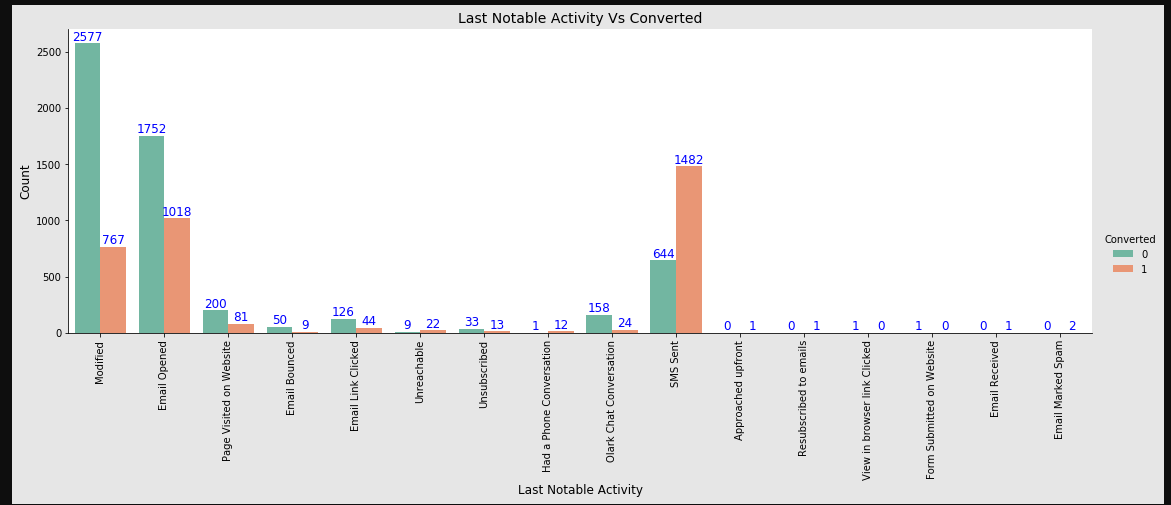 Last Notable Activity Vs Converted
2577
2500
1752
2000
1482
1500
1018
1000
767
644
500
200
81
50
9
126
44
9
22
33
13
1
12
158
24
0
1
0
1
1
0
1
0
0
1
0
2
0
Count
Converted
0
1
Modified
Email Opened
Page Visited on Website
Email Bounced
Email Link Clicked
Unreachable
Unsubscribed
Had a Phone Conversation
Olark Chat Conversation
SMS Sent
Approached upfront
Resubscribed to emails
View in browser link Clicked
Form Submitted on Website
Email Received
Email Marked Spam
Last Notable Activity